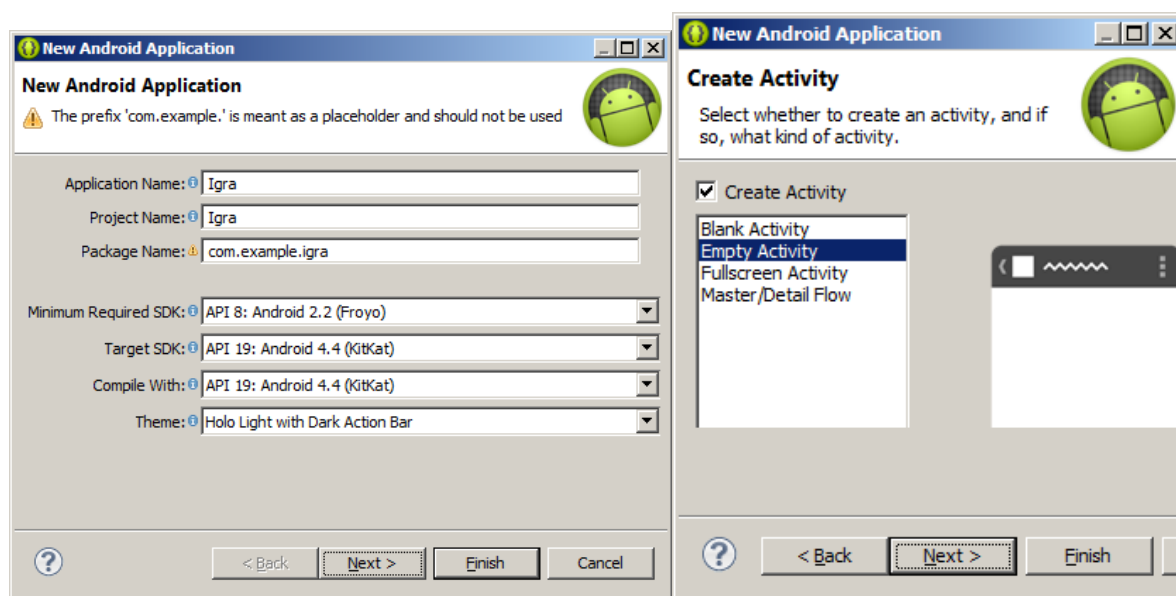 New Android Application
New Android Application
The prefix 'com.example.' is meant as a placeholder and should not be used
Application Name: Igra
Project Name: Igra
Package Name: com.example.igra
Minimum Required SDK: API 8: Android 2.2 (Froyo)
Target SDK: API 19: Android 4.4 (KitKat)
Compile With: API 19: Android 4.4 (KitKat)
Theme: Holo Light with Dark Action Bar
? < Back Next > Finish Cancel
New Android Application
Create Activity
Select whether to create an activity, and if
so, what kind of activity.
Create Activity
Blank Activity
Empty Activity
Fullscreen Activity
Master/Detail Flow
? < Back Next > Finish